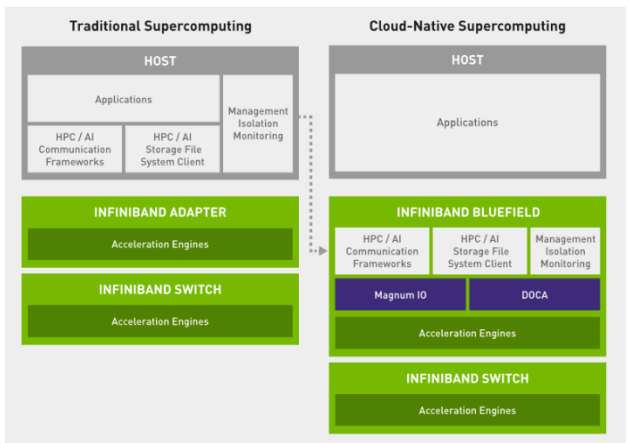 Traditional Supercomputing
HOST
Applications
HPC / AI
Communication
Frameworks
HPC / AI
Storage File
System Client
Management
Isolation
Monitoring
INFINIBAND ADAPTER
Acceleration Engines
INFINIBAND SWITCH
Acceleration Engines
Cloud-Native Supercomputing
HOST
Applications
INFINIBAND BLUEFIELD
HPC / AI
Communication
Frameworks
HPC / AI
Storage File
System Client
Management
Isolation
Monitoring
Magnum IO
DOCA
Acceleration Engines
INFINIBAND SWITCH
Acceleration Engines